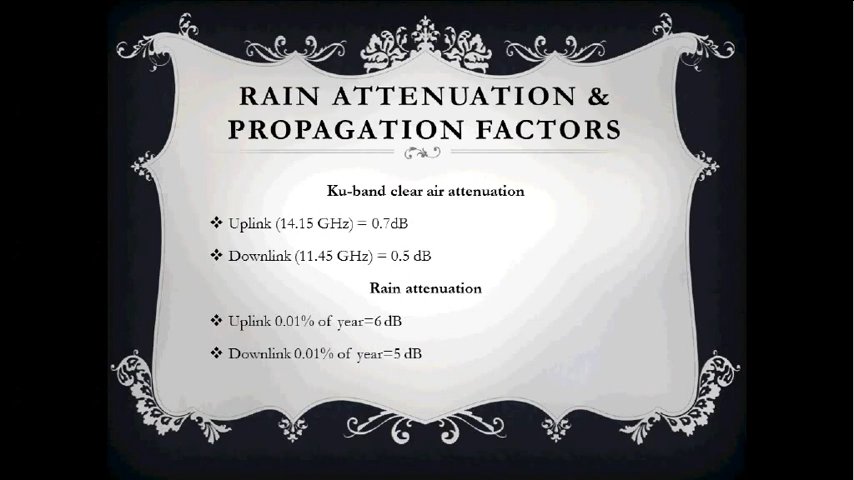 RAIN ATTENUATION &
PROPAGATION FACTORS
Ku-band clear air attenuation
❖ Uplink (14.15 GHz) = 0.7dB
❖ Downlink (11.45 GHz) = 0.5 dB
Rain attenuation
❖ Uplink 0.01% of year=6 dB
❖ Downlink 0.01% of year=5 dB